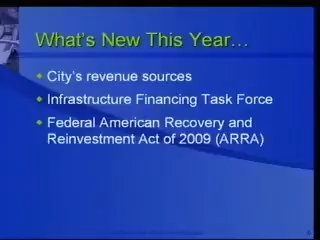 What's New This Year…
City's revenue sources
Infrastructure Financing Task Force
Federal American Recovery and
Reinvestment Act of 2009 (ARRA)